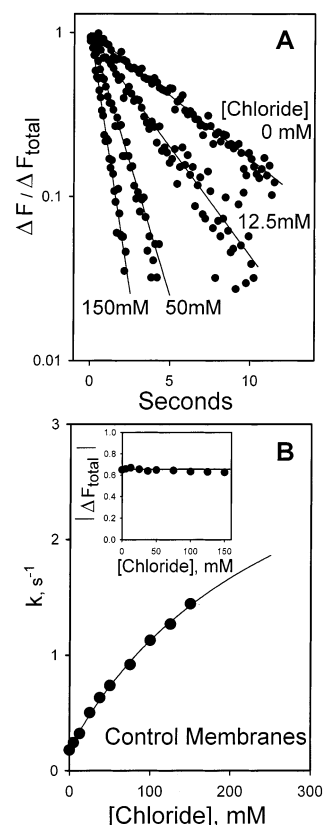 A
1
[Chloride]
0 mM
ΔF / ΔFtotal
0.1
12.5mM
150mM 50mM
0.01
0 5 10
Seconds
3
B
1.0
0.8
0.6
0.4
0.2
0.0
| ΔFtotal |
0 50 100 150
[Chloride], mM
2
k, s-1
1
Control Membranes
0
0 100 200 300
[Chloride], mM